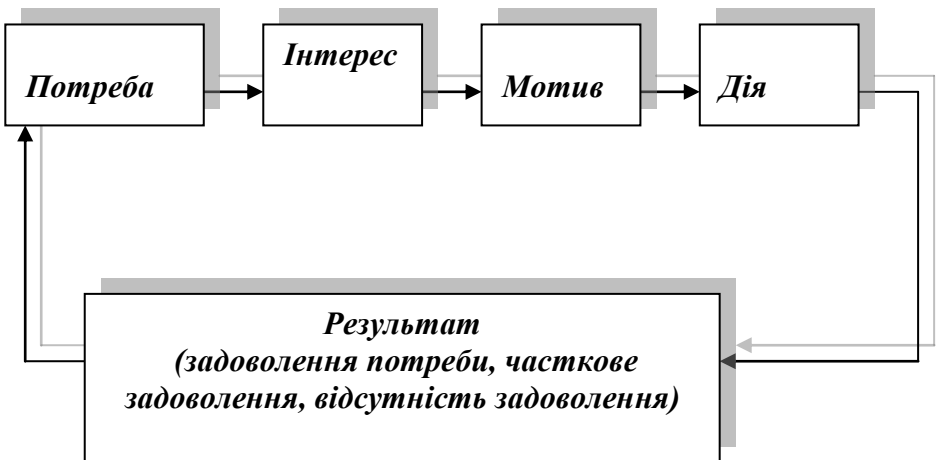 Потреба
Інтерес
Мотив
Дія
Результат
(задоволення потреби, часткове
задоволення, відсутність задоволення)